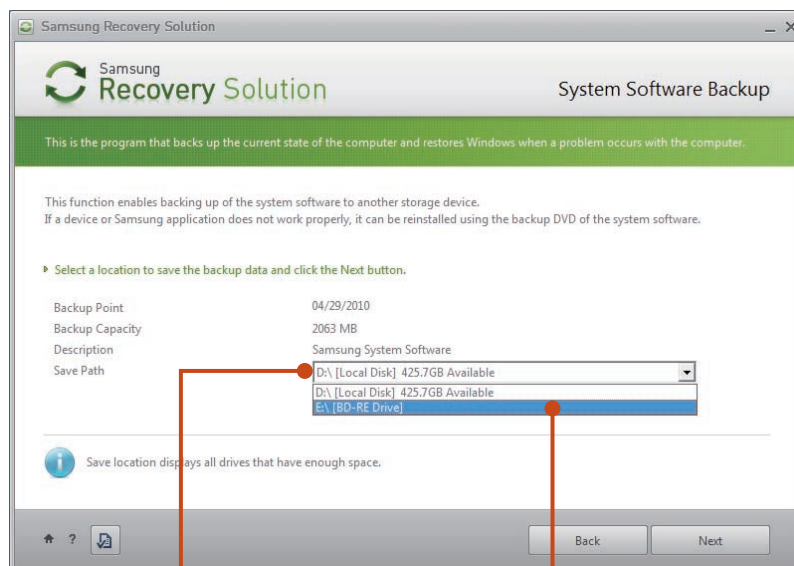 Samsung Recovery Solution
Samsung
Recovery Solution
System Software Backup
This is the program that backs up the current state of the computer and restores Windows when a problem occurs with the computer.
This function enables backing up of the system software to another storage device.
If a device or Samsung application does not work properly, it can be reinstalled using the backup DVD of the system software.
Select a location to save the backup data and click the Next button.
Backup Point 04/29/2010
Backup Capacity 2063 MB
Description Samsung System Software
Save Path D:\ [Local Disk] 425.7GB Available
D:\ [Local Disk] 425.7GB Available
E:\ [BD-RE Drive]
Save location displays all drives that have enough space.
? Back Next